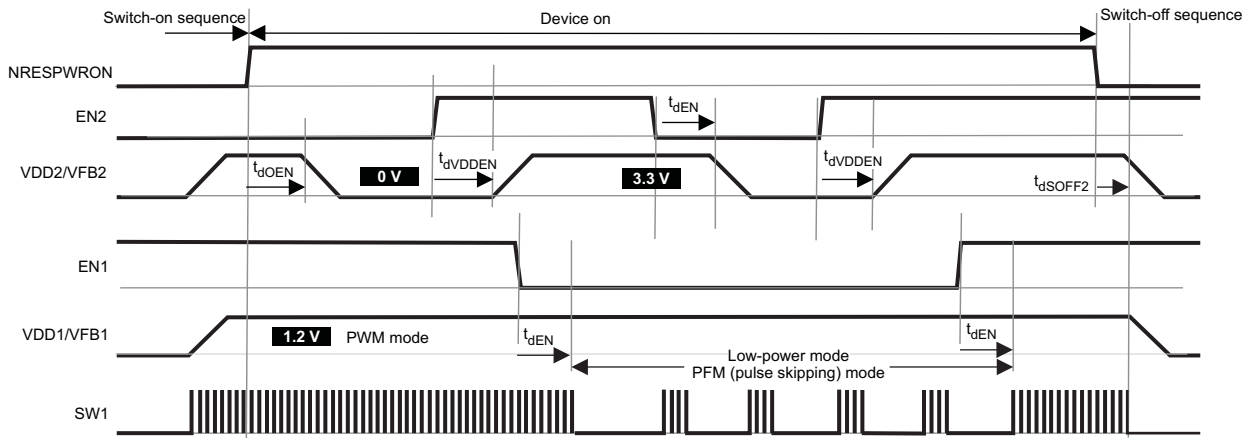 Switch-on sequence
Device on
Switch-off sequence
NRESPWRON
EN2
tdEN
VDD2/VFB2
tdOEN
0 V
tdVDDEN
3.3 V
tdVDDEN
tdSOFF2
EN1
VDD1/VFB1
1.2 V
PWM mode
tdEN
tdEN
Low-power mode
PFM (pulse skipping) mode
SW1